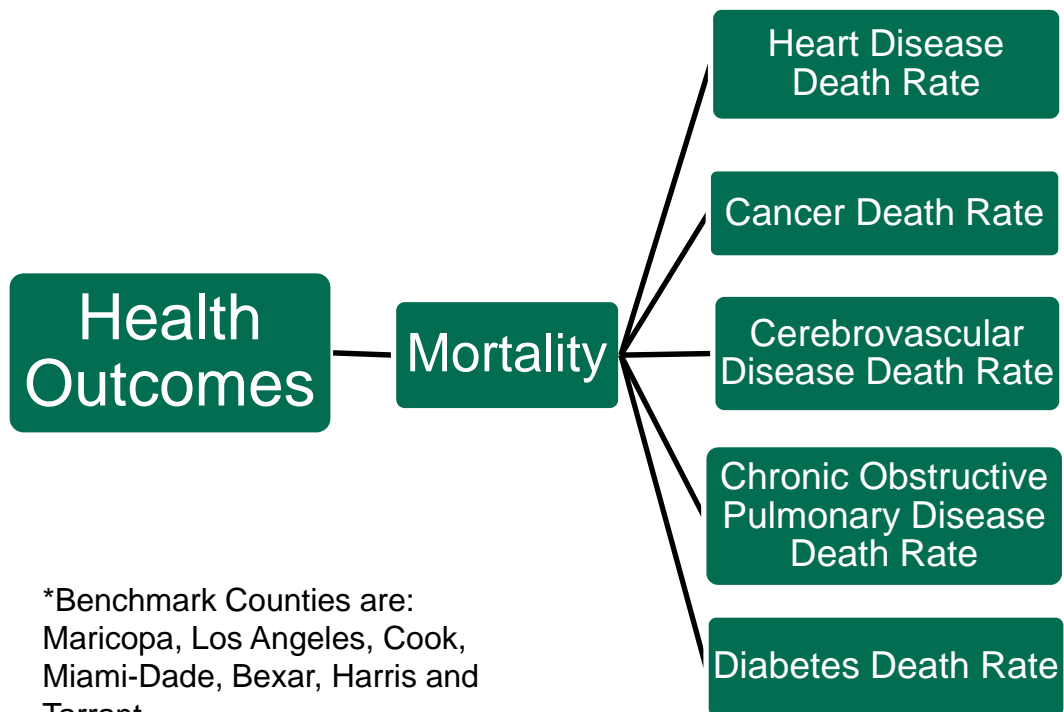 Heart Disease
Death Rate
Cancer Death Rate
Health
Outcomes
Mortality
Cerebrovascular
Disease Death Rate
Chronic Obstructive
Pulmonary Disease
Death Rate
*Benchmark Counties are:
Maricopa, Los Angeles, Cook,
Miami-Dade, Bexar, Harris and
Tarrant
Diabetes Death Rate